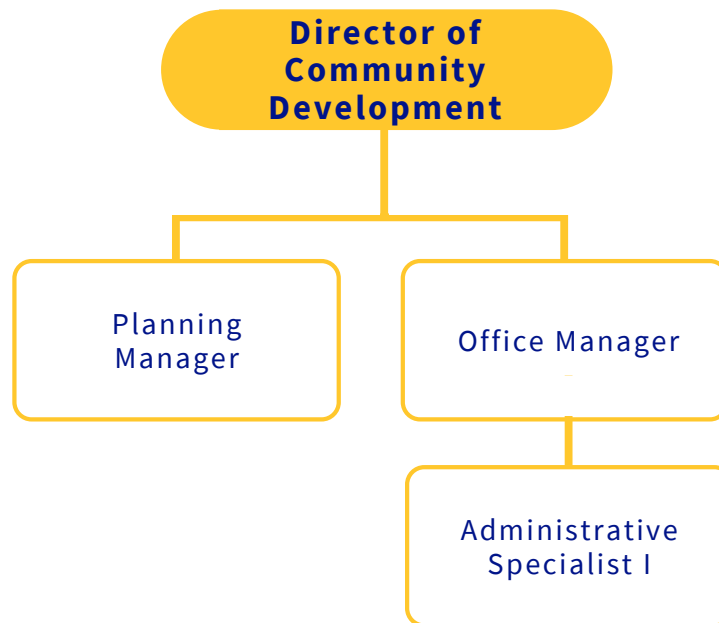 Director of
Community
Development
Planning
Manager
Office Manager
Administrative
Specialist I